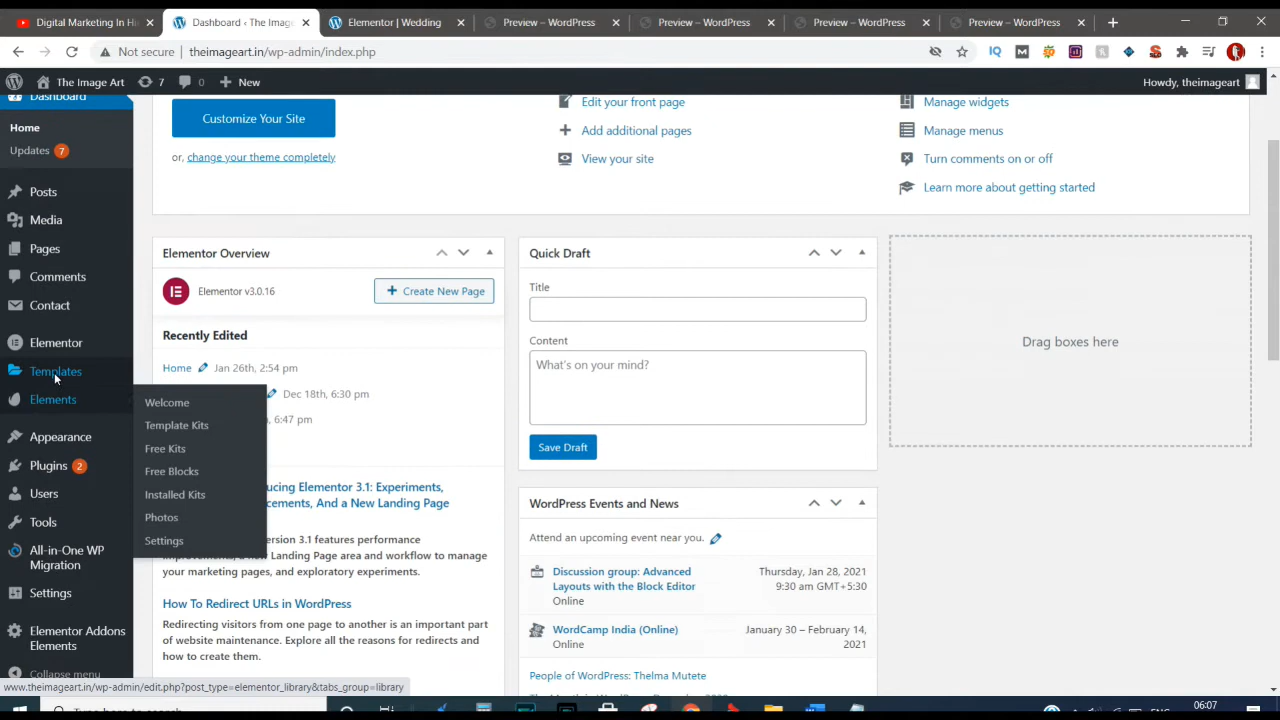 Digital Marketing In Hi
Dashboard ‹ The Image
Elementor | Wedding
Preview – WordPress
Preview – WordPress
Preview – WordPress
Preview – WordPress
Not secure
theimageart.in/wp-admin/index.php
The Image Art
7
0
New
Howdy, theimageart
Dashboard
Home
Updates 7
Posts
Media
Pages
Comments
Contact
Elementor
Templates
Elements
Appearance
Plugins 2
Users
Tools
All-in-One WP
Migration
Settings
Elementor Addons
Elements
Collapse menu
Welcome
Template Kits
Free Kits
Free Blocks
Installed Kits
Photos
Settings
Customize Your Site
or, change your theme completely
Edit your front page
Add additional pages
View your site
Manage widgets
Manage menus
Turn comments on or off
Learn more about getting started
Elementor Overview
Elementor v3.0.16
Create New Page
Recently Edited
Home Jan 26th, 2:54 pm
Dec 18th, 6:30 pm
6:47 pm
ucing Elementor 3.1: Experiments,
cements, And a New Landing Page
ersion 3.1 features performance
Landing Page area and workflow to manage
your marketing pages, and exploratory experiments.
How To Redirect URLs in WordPress
Redirecting visitors from one page to another is an important part
of website maintenance. Explore all the reasons for redirects and
how to create them.
Quick Draft
Title
Content
What's on your mind?
Save Draft
WordPress Events and News
Attend an upcoming event near you.
Discussion group: Advanced
Layouts with the Block Editor
Online
Thursday, Jan 28, 2021
9:30 am GMT+5:30
WordCamp India (Online)
Online
January 30 – February 14,
2021
People of WordPress: Thelma Mutete
Drag boxes here
www.theimageart.in/wp-admin/edit.php?post_type=elementor_library&tabs_group=library
Type here to search
ENG
06:07